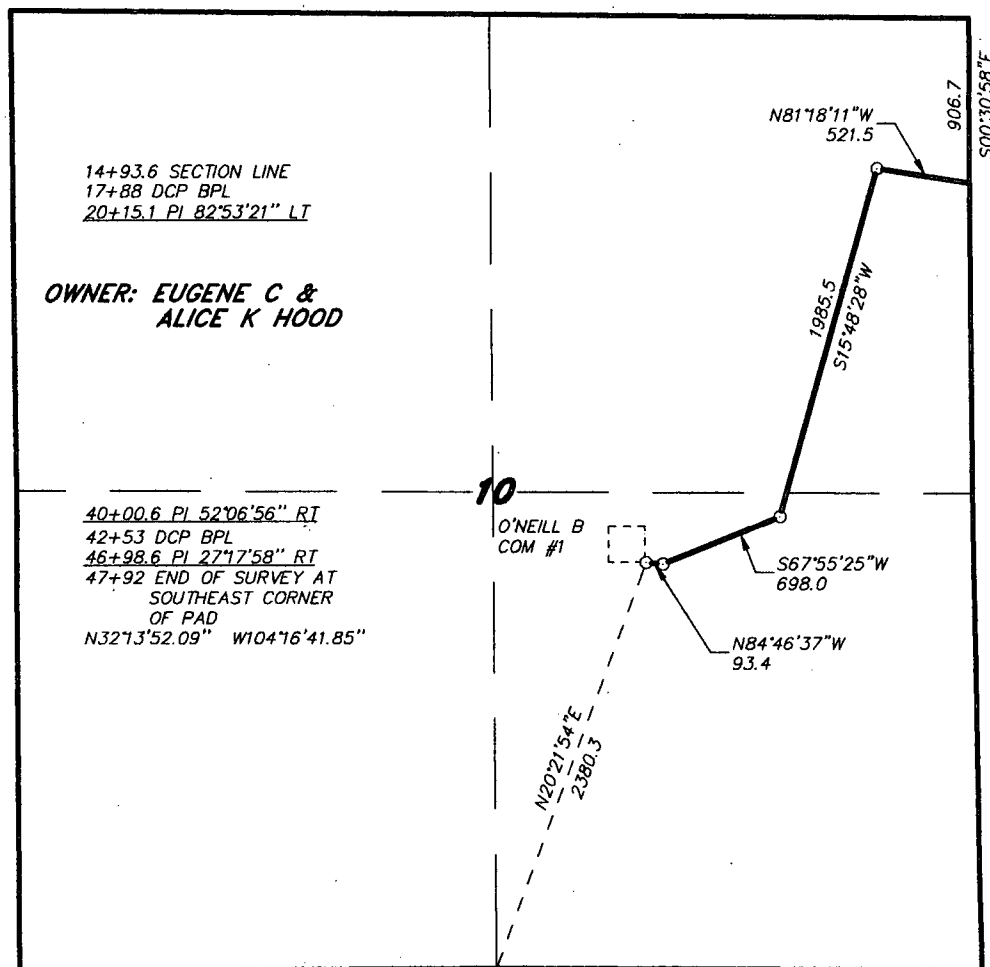 906.7
S00°30'58"E
N81°18'11"W
521.5
14+93.6 SECTION LINE
17+88 DCP BPL
20+15.1 PI 82°53'21" LT
OWNER: EUGENE C &
ALICE K HOOD
1985.5
S15°48'28"W
10
40+00.6 PI 52°06'56" RT
42+53 DCP BPL
46+98.6 PI 27°17'58" RT
47+92 END OF SURVEY AT
SOUTHEAST CORNER
OF PAD
N32°13'52.09" W104°16'41.85"
O'NEILL B
COM #1
S67°55'25"W
698.0
N84°46'37"W
93.4
N20°21'54"E
2380.3